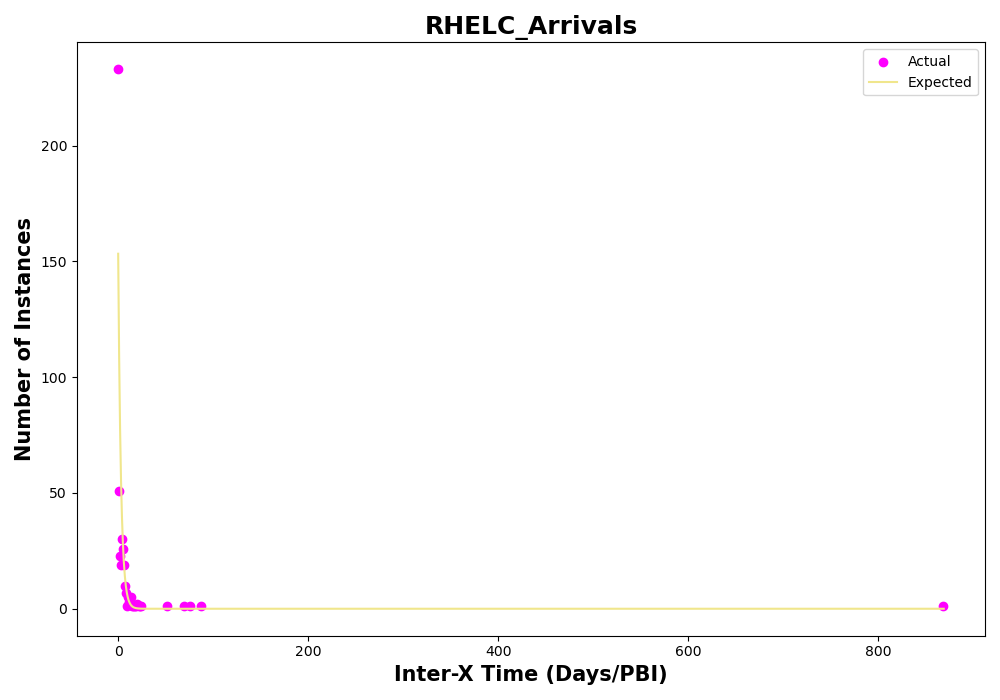 RHELC_Arrivals
Actual
Expected
Number of Instances
200
150
100
50
0
0
200
400
600
800
Inter-X Time (Days/PBI)